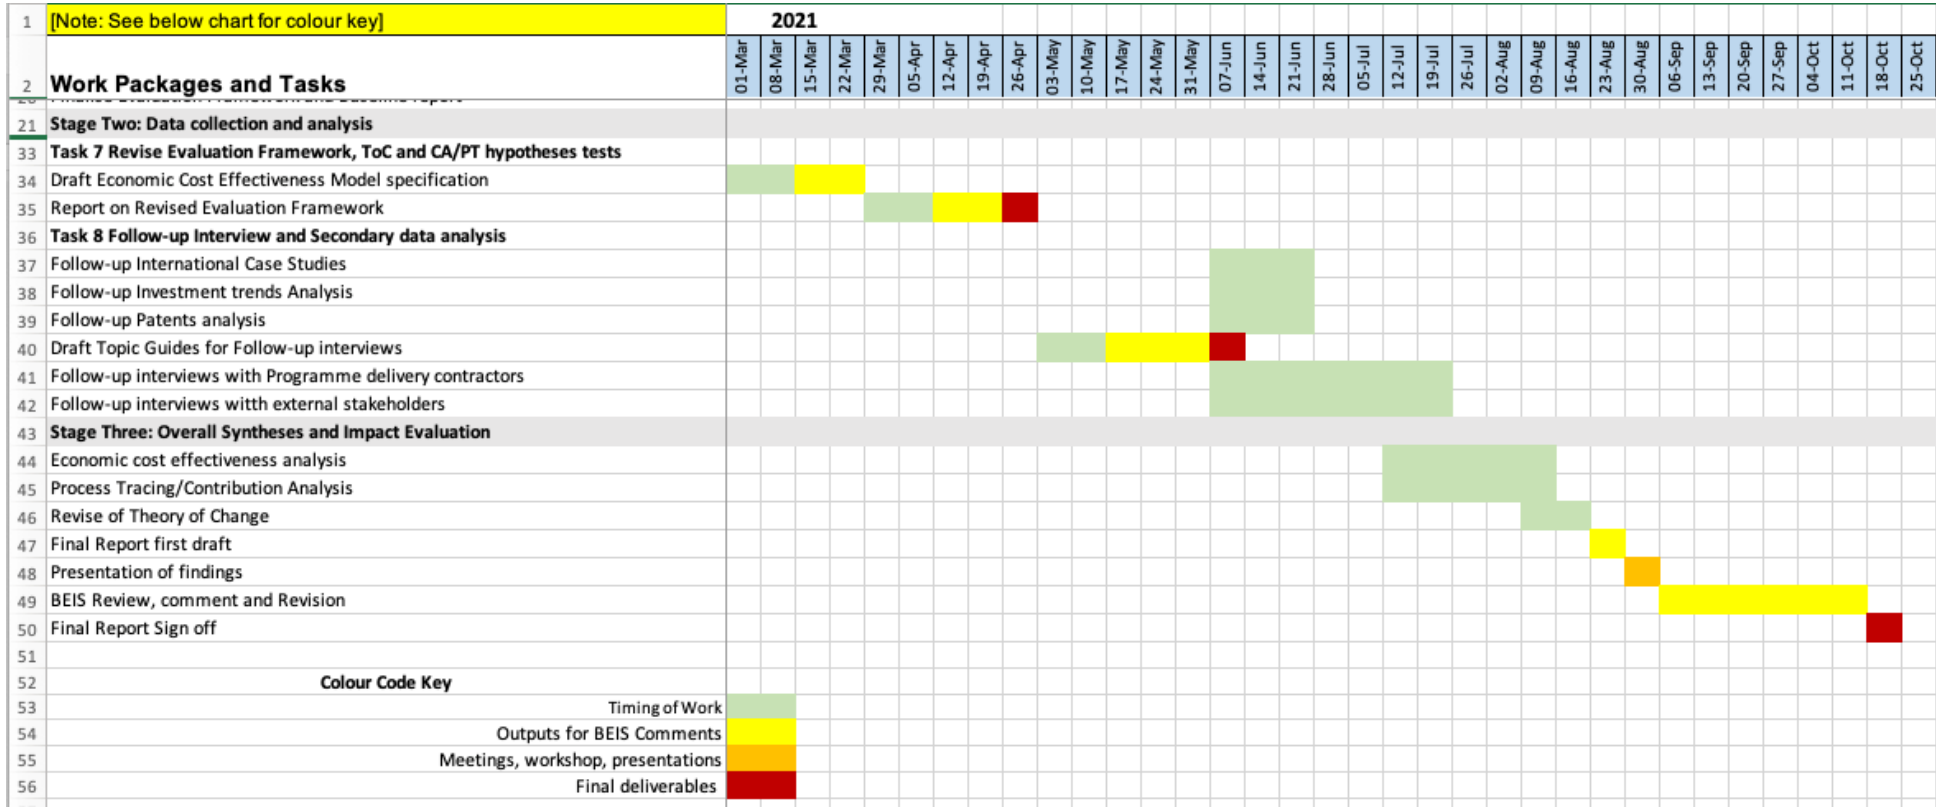 1 [Note: See below chart for colour key] 2021
2 Work Packages and Tasks 01-Mar 08-Mar 15-Mar 22-Mar 29-Mar 05-Apr 12-Apr 19-Apr 26-Apr 03-May 10-May 17-May 24-May 31-May 07-Jun 14-Jun 21-Jun 28-Jun 05-Jul 12-Jul 19-Jul 26-Jul 02-Aug 09-Aug 16-Aug 23-Aug 30-Aug 06-Sep 13-Sep 20-Sep 27-Sep 04-Oct 11-Oct 18-Oct 25-Oct
21 Stage Two: Data collection and analysis
33 Task 7 Revise Evaluation Framework, ToC and CA/PT hypotheses tests
34 Draft Economic Cost Effectiveness Model specification
35 Report on Revised Evaluation Framework
36 Task 8 Follow-up Interview and Secondary data analysis
37 Follow-up International Case Studies
38 Follow-up Investment trends Analysis
39 Follow-up Patents analysis
40 Draft Topic Guides for Follow-up interviews
41 Follow-up interviews with Programme delivery contractors
42 Follow-up interviews witth external stakeholders
43 Stage Three: Overall Syntheses and Impact Evaluation
44 Economic cost effectiveness analysis
45 Process Tracing/Contribution Analysis
46 Revise of Theory of Change
47 Final Report first draft
48 Presentation of findings
49 BEIS Review, comment and Revision
50 Final Report Sign off
51
52 Colour Code Key
53 Timing of Work
54 Outputs for BEIS Comments
55 Meetings, workshop, presentations
56 Final deliverables